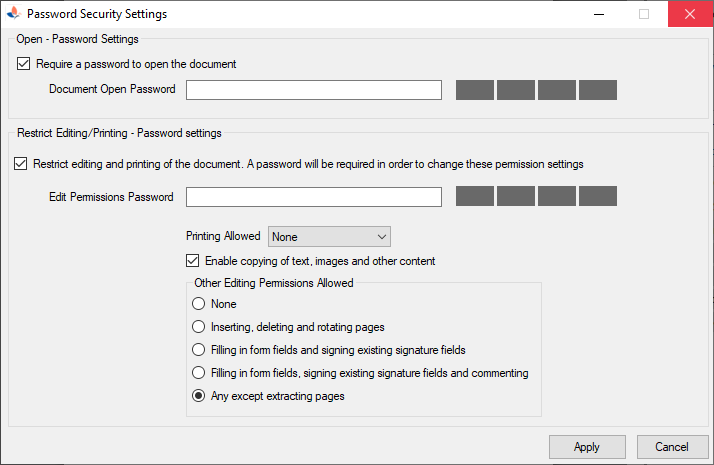 Password Security Settings
Open - Password Settings
Require a password to open the document
Document Open Password
Restrict Editing/Printing - Password settings
Restrict editing and printing of the document. A password will be required in order to change these permission settings
Edit Permissions Password
Printing Allowed None
Enable copying of text, images and other content
Other Editing Permissions Allowed
None
Inserting, deleting and rotating pages
Filling in form fields and signing existing signature fields
Filling in form fields, signing existing signature fields and commenting
Any except extracting pages
Apply Cancel